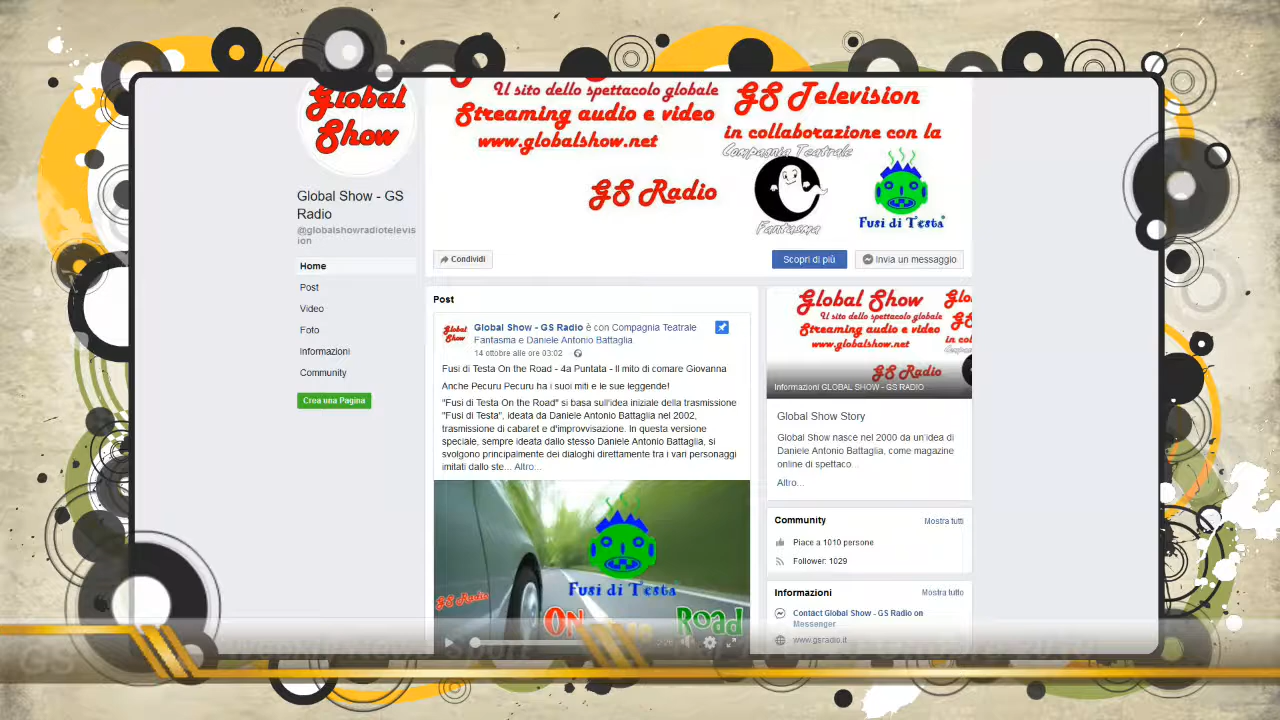 Global
Show
Il sito dello spettacolo globale
Streaming audio e video
www.globalshow.net
GS Radio
GS Television
in collaborazione con la
Compagnia Teatrale
Fantasma
Fusi di Testa
Global Show - GS
Radio
@globalshowradiotelevis
ion
Home
Post
Video
Foto
Informazioni
Community
Crea una Pagina
Condividi
Scopri di più
Invia un messaggio
Post
Global Show
Global Show - GS Radio è con Compagnia Teatrale
Fantasma e Daniele Antonio Battaglia.
14 ottobre alle ore 03:02
Fusi di Testa On the Road - 4a Puntata - Il mito di comare Giovanna
Anche Pecuru Pecuru ha i suoi miti e le sue leggende!
"Fusi di Testa On the Road" si basa sull'idea iniziale della trasmissione
"Fusi di Testa", ideata da Daniele Antonio Battaglia nel 2002,
trasmissione di cabaret e d'improvvisazione. In questa versione
speciale, sempre ideata dallo stesso Daniele Antonio Battaglia, si
svolgono principalmente dei dialoghi direttamente tra i vari personaggi
imitati dallo ste... Altro...
Fusi di Testa
GS Radio
On
Road
Global Show
Il sito dello spettacolo globale
Streaming audio e video
www.globalshow.net
GS Radio
Informazioni GLOBAL SHOW - GS RADIO
Global Show Story
Global Show nasce nel 2000 da un'idea di
Daniele Antonio Battaglia, come magazine
online di spettaco...
Altro...
Community
Mostra tutti
Piace a 1010 persone
Follower: 1029
Informazioni
Mostra tutto
Contact Global Show - GS Radio on
Messenger
www.gsradio.it